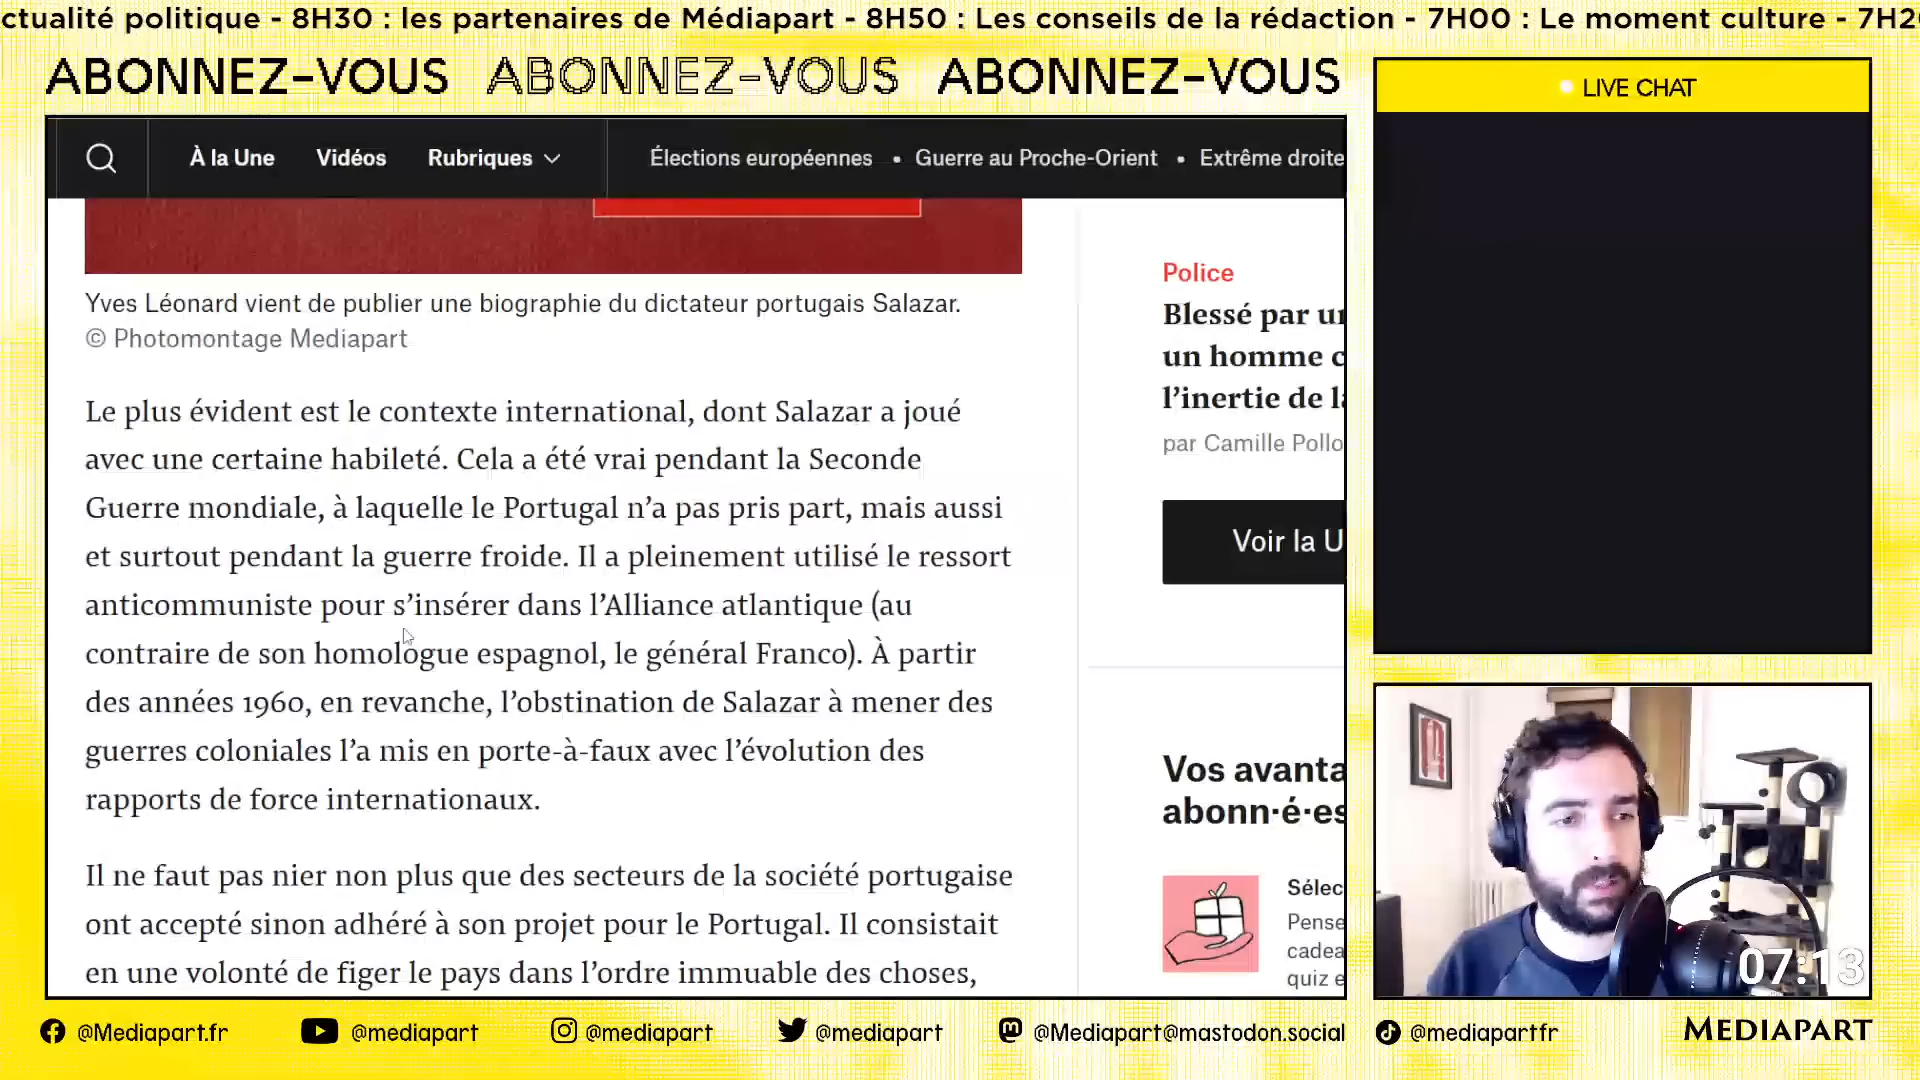 ctualité politique - 8H30 : les partenaires de Médiapart - 8H50 : Les conseils de la rédaction - 7H00 : Le moment culture - 7H2
ABONNEZ-VOUS ABONNEZ-VOUS ABONNEZ-VOUS
LIVE CHAT
À la Une Vidéos Rubriques Élections européennes • Guerre au Proche-Orient • Extrême droite
Yves Léonard vient de publier une biographie du dictateur portugais Salazar.
© Photomontage Mediapart
Le plus évident est le contexte international, dont Salazar a joué
avec une certaine habileté. Cela a été vrai pendant la Seconde
Guerre mondiale, à laquelle le Portugal n’a pas pris part, mais aussi
et surtout pendant la guerre froide. Il a pleinement utilisé le ressort
anticommuniste pour s’insérer dans l’Alliance atlantique (au
contraire de son homologue espagnol, le général Franco). À partir
des années 1960, en revanche, l’obstination de Salazar à mener des
guerres coloniales l’a mis en porte-à-faux avec l’évolution des
rapports de force internationaux.
Il ne faut pas nier non plus que des secteurs de la société portugaise
ont accepté sinon adhéré à son projet pour le Portugal. Il consistait
en une volonté de figer le pays dans l’ordre immuable des choses,
Police
Blessé par un
un homme c
l’inertie de la
par Camille Pollo
Voir la U
Vos avanta
abonn·é·es
Sélec
Pense
cadea
quiz e
07:13
@Mediapart.fr @mediapart @mediapart @mediapart @Mediapart@mastodon.social @mediapartfr MEDIAPART